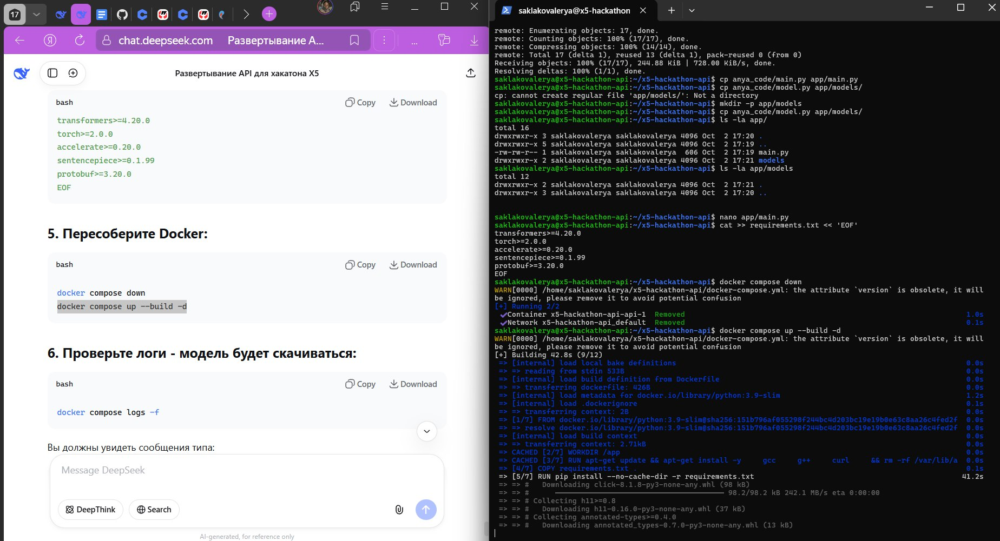 17
chat.deepseek.com Развертывание A...
...
Развертывание API для хакатона X5
bash
Copy
Download
transformers>=4.20.0
torch>=2.0.0
accelerate>=0.20.0
sentencepiece>=0.1.99
protobuf>=3.20.0
EOF
5. Пересоберите Docker:
bash
Copy
Download
docker compose down
docker compose up --build -d
6. Проверьте логи - модель будет скачиваться:
bash
Copy
Download
docker compose logs -f
Вы должны увидеть сообщения типа:
Message DeepSeek
DeepThink
Search
AI-generated, for reference only
saklakovalerya@x5-hackathon
remote: Enumerating objects: 17, done.
remote: Counting objects: 100% (17/17), done.
remote: Compressing objects: 100% (14/14), done.
remote: Total 17 (delta 1), reused 13 (delta 1), pack-reused 0 (from 0)
Receiving objects: 100% (17/17), 244.88 KiB | 728.00 KiB/s, done.
Resolving deltas: 100% (1/1), done.
saklakovalerya@x5-hackathon-api:~/x5-hackathon-api$ cp anya_code/main.py app/main.py
saklakovalerya@x5-hackathon-api:~/x5-hackathon-api$ cp anya_code/model.py app/models/
cp: cannot create regular file 'app/models/': Not a directory
saklakovalerya@x5-hackathon-api:~/x5-hackathon-api$ mkdir -p app/models
saklakovalerya@x5-hackathon-api:~/x5-hackathon-api$ cp anya_code/model.py app/models/
saklakovalerya@x5-hackathon-api:~/x5-hackathon-api$ ls -la app/
total 16
drwxrwxr-x 3 saklakovalerya saklakovalerya 4096 Oct  2 17:20 .
drwxrwxr-x 5 saklakovalerya saklakovalerya 4096 Oct  2 17:19 ..
-rw-rw-r-- 1 saklakovalerya saklakovalerya  606 Oct  2 17:19 main.py
drwxrwxr-x 2 saklakovalerya saklakovalerya 4096 Oct  2 17:21 models
saklakovalerya@x5-hackathon-api:~/x5-hackathon-api$ ls -la app/models
total 12
drwxrwxr-x 2 saklakovalerya saklakovalerya 4096 Oct  2 17:21 .
drwxrwxr-x 3 saklakovalerya saklakovalerya 4096 Oct  2 17:20 ..
saklakovalerya@x5-hackathon-api:~/x5-hackathon-api$ nano app/main.py
saklakovalerya@x5-hackathon-api:~/x5-hackathon-api$ cat >> requirements.txt << 'EOF'
transformers>=4.20.0
torch>=2.0.0
accelerate>=0.20.0
sentencepiece>=0.1.99
protobuf>=3.20.0
EOF
saklakovalerya@x5-hackathon-api:~/x5-hackathon-api$ docker compose down
WARN[0000] /home/saklakovalerya/x5-hackathon-api/docker-compose.yml: the attribute `version` is obsolete, it will
be ignored, please remove it to avoid potential confusion
[+] Running 2/2
✔Container x5-hackathon-api-api-1  Removed 1.0s
✔Network x5-hackathon-api_default  Removed 0.1s
saklakovalerya@x5-hackathon-api:~/x5-hackathon-api$ docker compose up --build -d
WARN[0000] /home/saklakovalerya/x5-hackathon-api/docker-compose.yml: the attribute `version` is obsolete, it will
be ignored, please remove it to avoid potential confusion
[+] Building 42.8s (9/12)
=> [internal] load local bake definitions 0.0s
=> => reading from stdin 533B 0.0s
=> [internal] load build definition from Dockerfile 0.0s
=> => transferring dockerfile: 426B 0.0s
=> [internal] load metadata for docker.io/library/python:3.9-slim 1.2s
=> [internal] load .dockerignore 0.1s
=> => transferring context: 2B 0.0s
=> [1/7] FROM docker.io/library/python:3.9-slim@sha256:151b796af055298f244bc4d203bc19e19b0e63c8aa26c4fed2f 0.0s
=> => resolve docker.io/library/python:3.9-slim@sha256:151b796af055298f244bc4d203bc19e19b0e63c8aa26c4fed2f 0.0s
=> [internal] load build context 0.0s
=> => transferring context: 2.71kB 0.0s
=> CACHED [2/7] WORKDIR /app 0.0s
=> CACHED [3/7] RUN apt-get update && apt-get install -y     gcc     g++     curl     && rm -rf /var/lib/a 0.0s
=> [4/7] COPY requirements.txt . 0.1s
=> [5/7] RUN pip install --no-cache-dir -r requirements.txt 41.2s
=> => #   Downloading click-8.1.8-py3-none-any.whl (98 kB)
=> => #      ━━━━━━━━━━━━━━━━━━━━━━━━━━━━━━━━━━━━━━━ 98.2/98.2 kB 242.1 MB/s eta 0:00:00
=> => # Collecting h11>=0.8
=> => #   Downloading h11-0.16.0-py3-none-any.whl (37 kB)
=> => # Collecting annotated-types>=0.4.0
=> => #   Downloading annotated_types-0.7.0-py3-none-any.whl (13 kB)